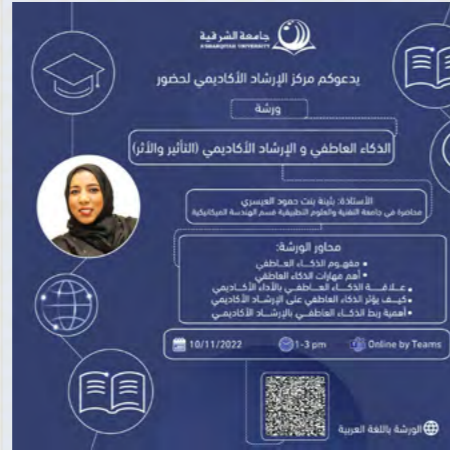 جامعة الشرقية
A'SHARQIYAH UNIVERSITY
يدعوكم مركز الإرشاد الأكاديمي لحضور
ورشة
الذكاء العاطفي و الإرشاد الأكاديمي (التأثير والأثر)
الأستاذة: بثينة بنت حمود العيسري
محاضرة في جامعة التقنية والعلوم التطبيقية قسم الهندسة الميكانيكية
محاور الورشة:
• مفهوم الذكاء العاطفي
• أهم مهارات الذكاء العاطفي
• علاقة الذكاء العاطفي بالأداء الأكاديمي
• كيف يؤثر الذكاء العاطفي على الإرشاد الأكاديمي
• أهمية ربط الذكاء العاطفي بالإرشاد الأكاديمي
10/11/2022 1-3 pm Online by Teams
الورشة باللغة العربية